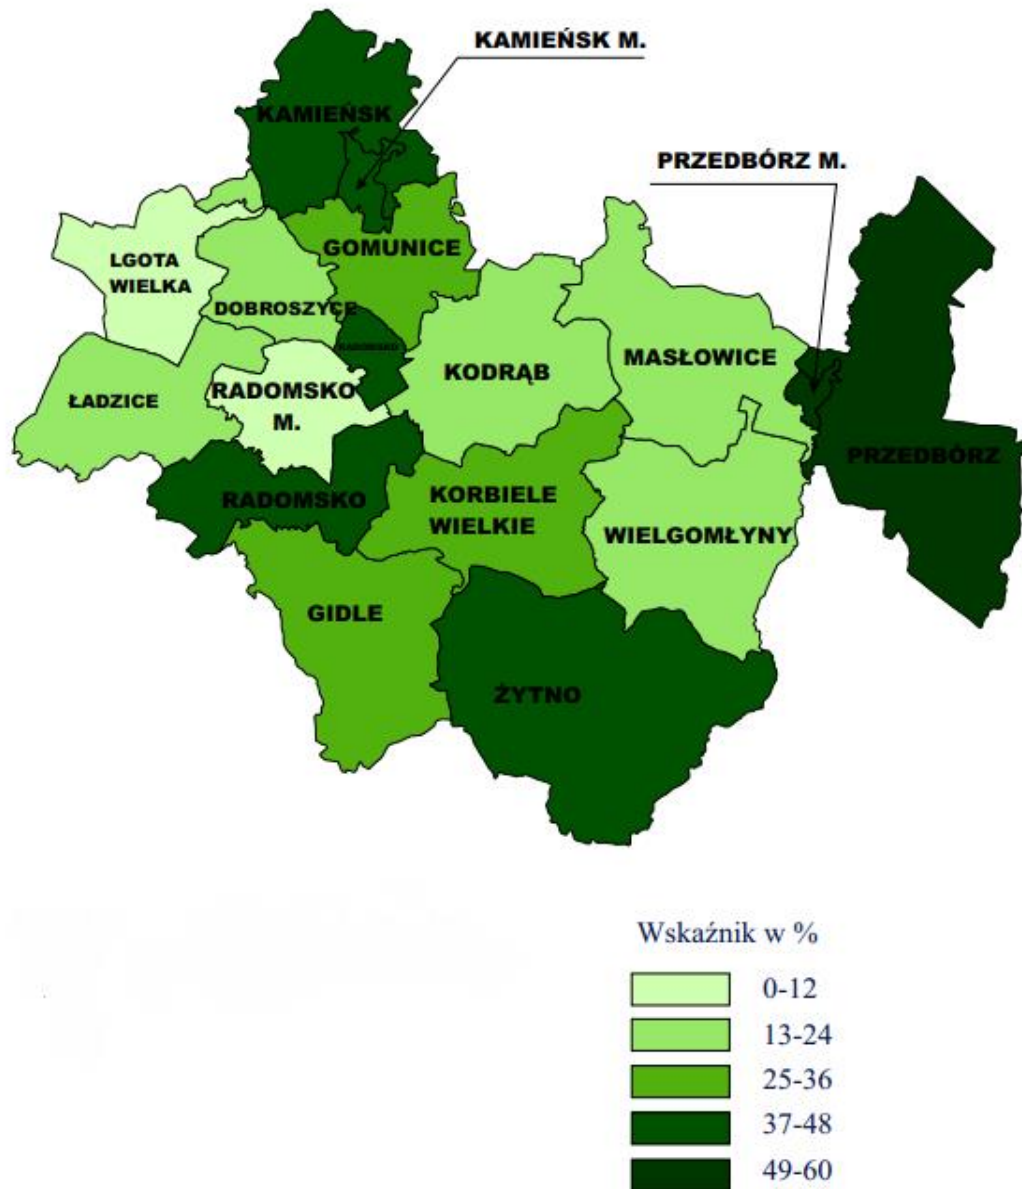 KAMIEŃSK M.
KAMIEŃSK
PRZEDBÓRZ M.
GOMUNICE
LGOTA
WIELKA
DOBROSZYCE
RADOMSKO
MASŁOWICE
KODRĄB
RADOMSKO
M.
ŁADZICE
PRZEDBÓRZ
RADOMSKO
KORBIELE
WIELKIE
WIELGOMŁYNY
GIDLE
ŻYTNO
Wskaźnik w %
0-12
13-24
25-36
37-48
49-60